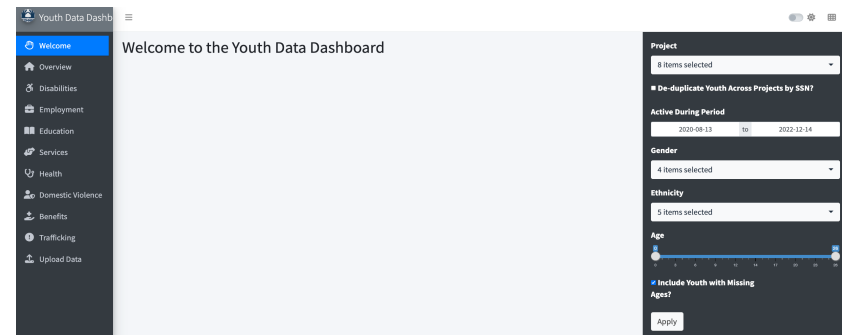 Youth Data Dashb
Welcome
Overview
Disabilities
Employment
Education
Services
Health
Domestic Violence
Benefits
Trafficking
Upload Data
Welcome to the Youth Data Dashboard
Project
8 items selected
De-duplicate Youth Across Projects by SSN?
Active During Period
2020-08-13 to 2022-12-14
Gender
4 items selected
Ethnicity
5 items selected
Age
0
Include Youth with Missing
Ages?
Apply